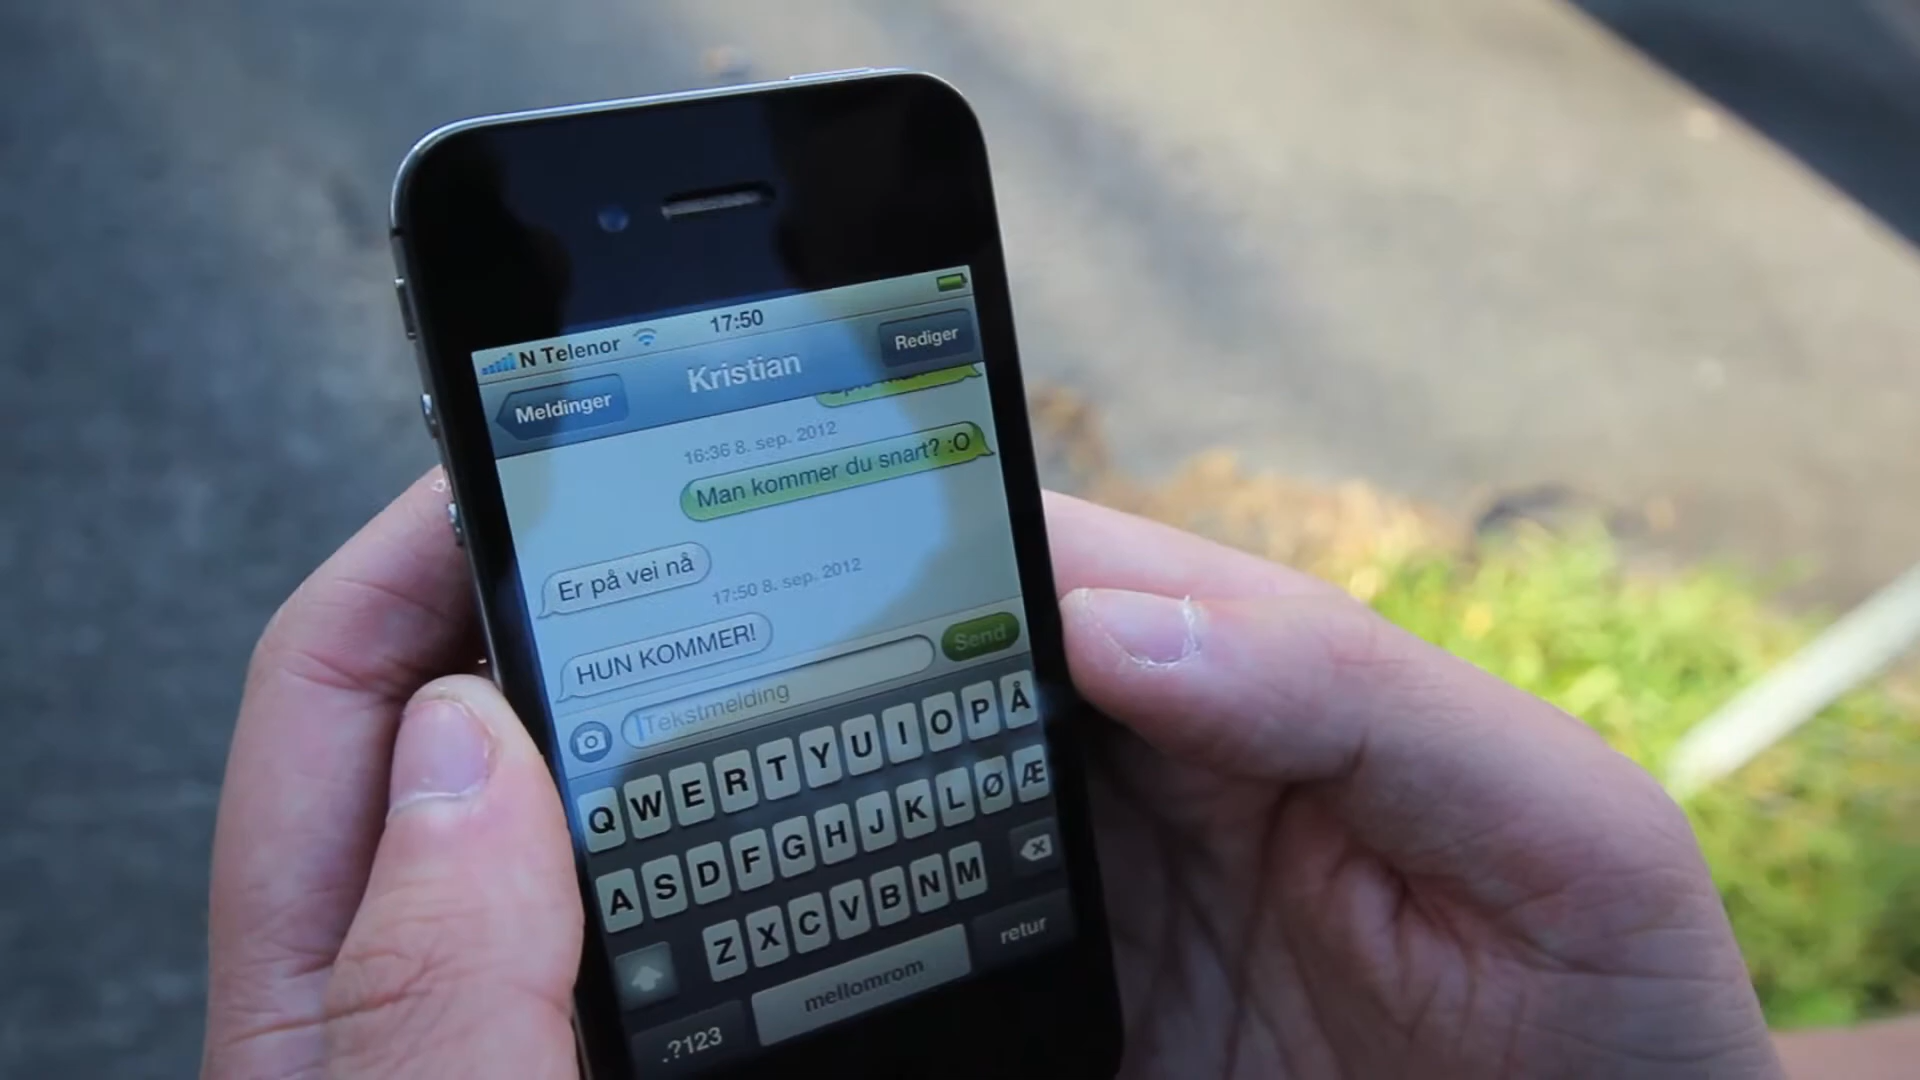 N Telenor 17:50
Meldinger Kristian Rediger
16:36 8. sep. 2012
Man kommer du snart? :O
Er på vei nå
17:50 8. sep. 2012
HUN KOMMER!
Tekstmelding Send
Q W E R T Y U I O P Å
A S D F G H J K L Ø Æ
Z X C V B N M
.?123 mellomrom retur